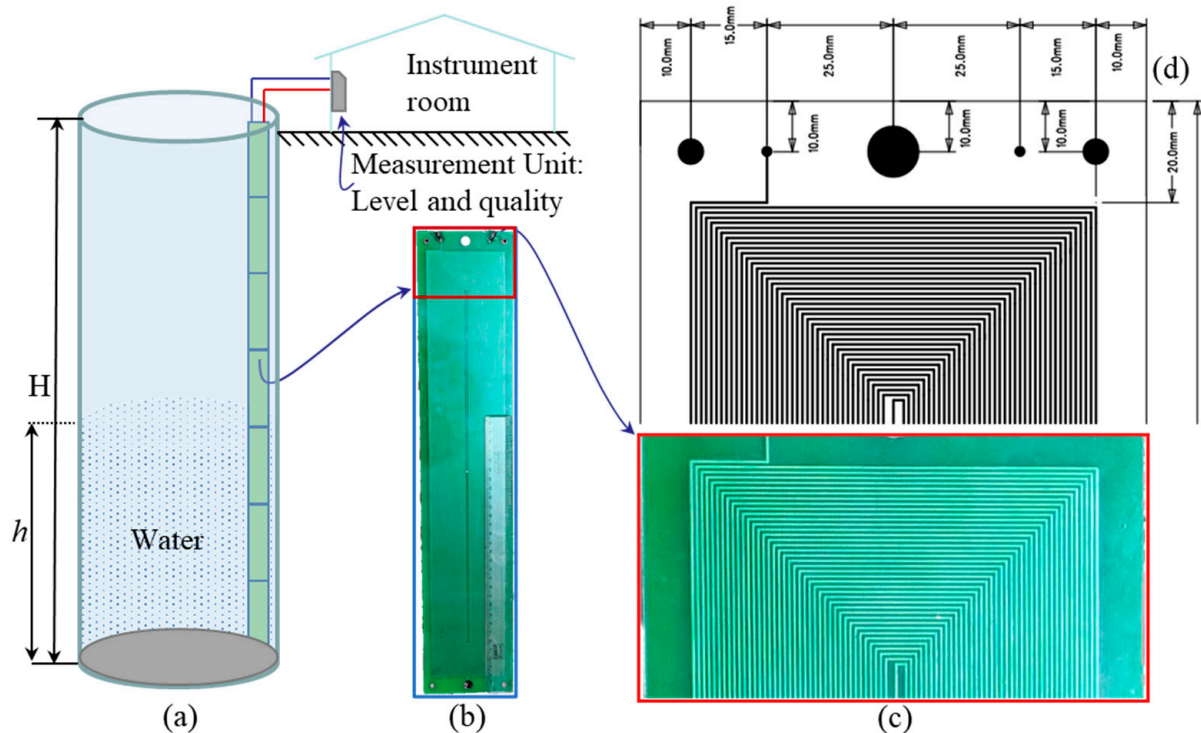 Instrument
room
Measurement Unit:
Level and quality
H
h
Water
(a)
(b)
(c)
(d)
10.0mm
15.0mm
25.0mm
25.0mm
15.0mm
10.0mm
10.0mm
10.0mm
10.0mm
20.0mm